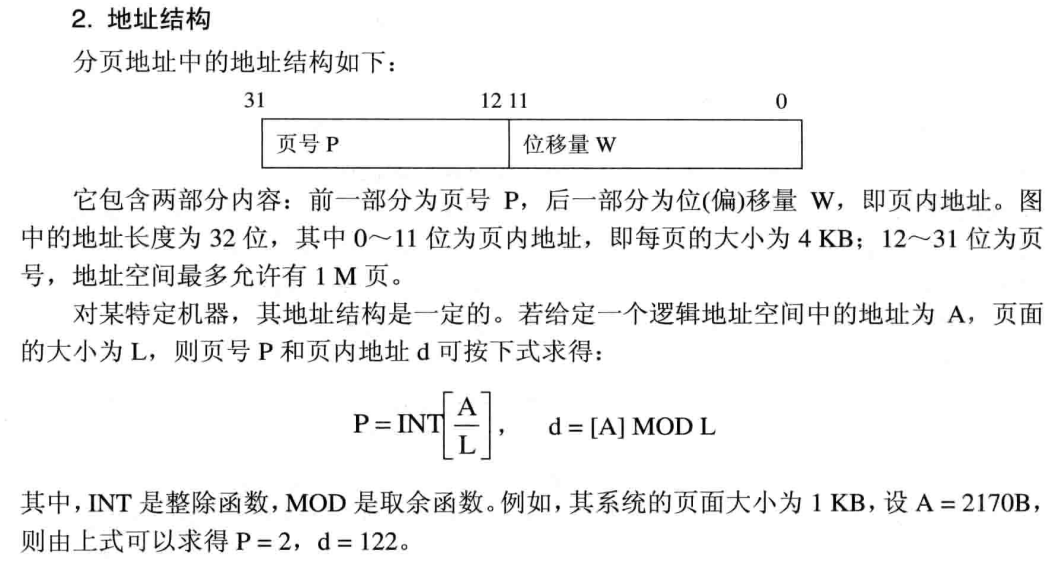 2. 地址结构
分页地址中的地址结构如下：
31 12 11 0
页号 P 位移量 W
它包含两部分内容：前一部分为页号 P，后一部分为位(偏)移量 W，即页内地址。图
中的地址长度为 32 位，其中 0～11 位为页内地址，即每页的大小为 4 KB；12～31 位为页
号，地址空间最多允许有 1 M 页。
对某特定机器，其地址结构是一定的。若给定一个逻辑地址空间中的地址为 A，页面
的大小为 L，则页号 P 和页内地址 d 可按下式求得：
P = INT[A/L]， d = [A] MOD L
其中，INT 是整除函数，MOD 是取余函数。例如，其系统的页面大小为 1 KB，设 A = 2170B，
则由上式可以求得 P = 2，d = 122。